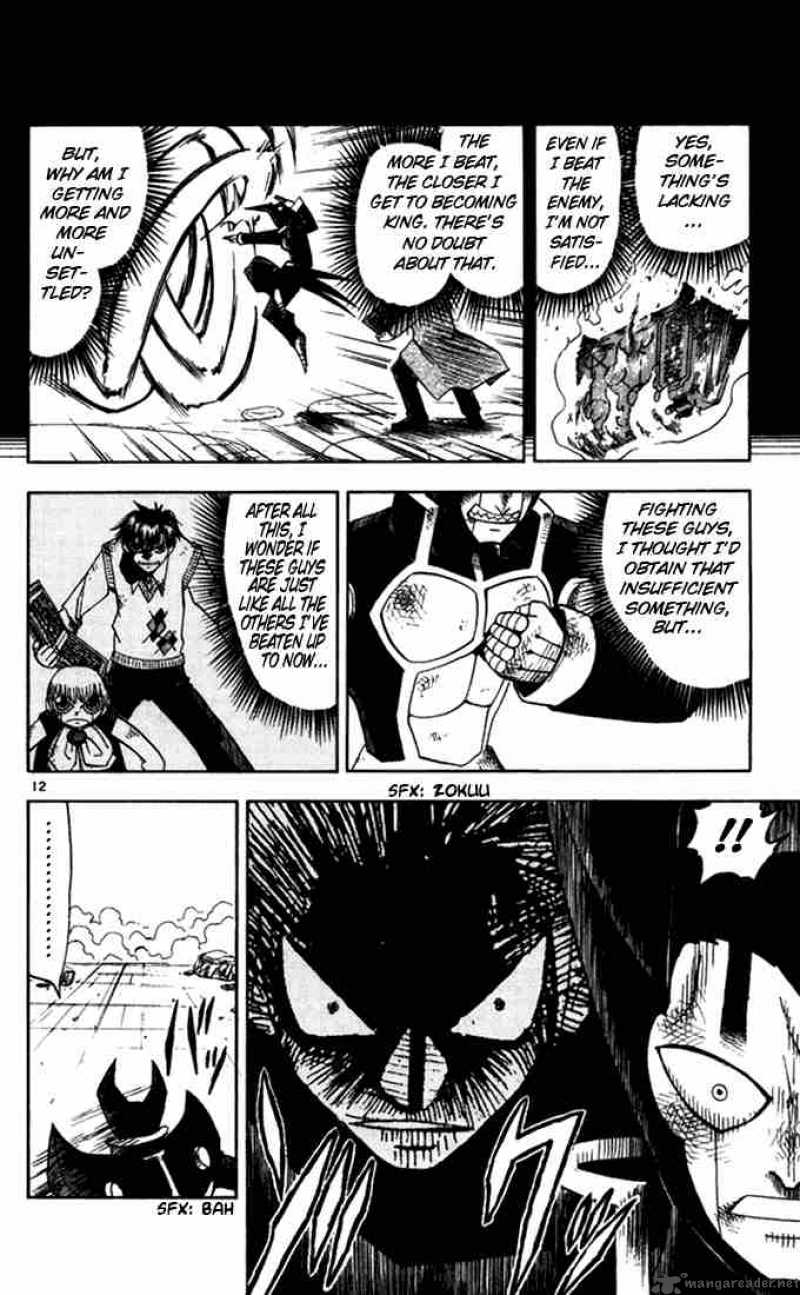 YES,
SOME-
THING'S
LACKING
...
EVEN IF
I BEAT
THE
ENEMY,
I'M NOT
SATIS-
FIED...
THE
MORE I BEAT,
THE CLOSER I
GET TO BECOMING
KING. THERE'S
NO DOUBT
ABOUT THAT.
BUT,
WHY AM I
GETTING
MORE AND
MORE
UN-
SET-
TLED?
FIGHTING
THESE GUYS,
I THOUGHT I'D
OBTAIN THAT
INSUFFICIENT
SOMETHING,
BUT...
AFTER ALL
THIS, I
WONDER IF
THESE GUYS
ARE JUST
LIKE ALL THE
OTHERS I'VE
BEATEN UP
TO NOW...
12
SFX: ZOKUU
!!
.........
SFX: BAH
mangareader.net